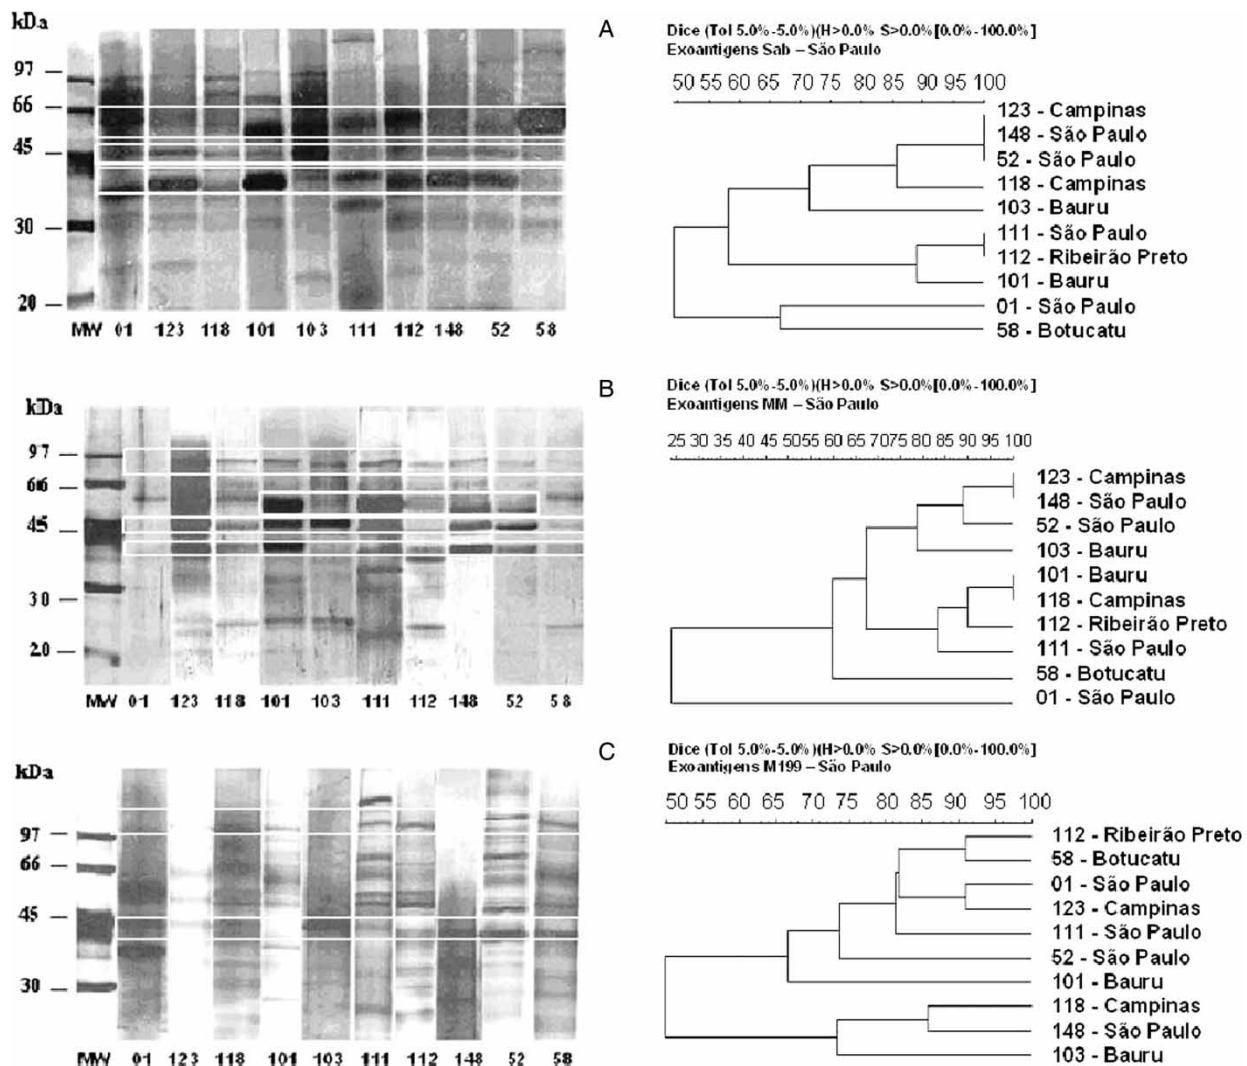 kDa
97
66
45
30
20
MW 01 123 118 101 103 111 112 148 52 58
A
Dice (Tol 5.0%-5.0%)(H>0.0% S>0.0%[0.0%-100.0%]
Exoantigens Sab – São Paulo
50 55 60 65 70 75 80 85 90 95 100
123 - Campinas
148 - São Paulo
52 - São Paulo
118 - Campinas
103 - Bauru
111 - São Paulo
112 - Ribeirão Preto
101 - Bauru
01 - São Paulo
58 - Botucatu
kDa
97
66
45
30
20
MW 01 123 118 101 103 111 112 148 52 58
B
Dice (Tol 5.0%-5.0%)(H>0.0% S>0.0%[0.0%-100.0%]
Exoantigens MM – São Paulo
25 30 35 40 45 50 55 60 65 70 75 80 85 90 95 100
123 - Campinas
148 - São Paulo
52 - São Paulo
103 - Bauru
101 - Bauru
118 - Campinas
112 - Ribeirão Preto
111 - São Paulo
58 - Botucatu
01 - São Paulo
kDa
97
66
45
30
MW 01 123 118 101 103 111 112 148 52 58
C
Dice (Tol 5.0%-5.0%)(H>0.0% S>0.0%[0.0%-100.0%]
Exoantigens M199 – São Paulo
50 55 60 65 70 75 80 85 90 95 100
112 - Ribeirão Preto
58 - Botucatu
01 - São Paulo
123 - Campinas
111 - São Paulo
52 - São Paulo
101 - Bauru
118 - Campinas
148 - São Paulo
103 - Bauru